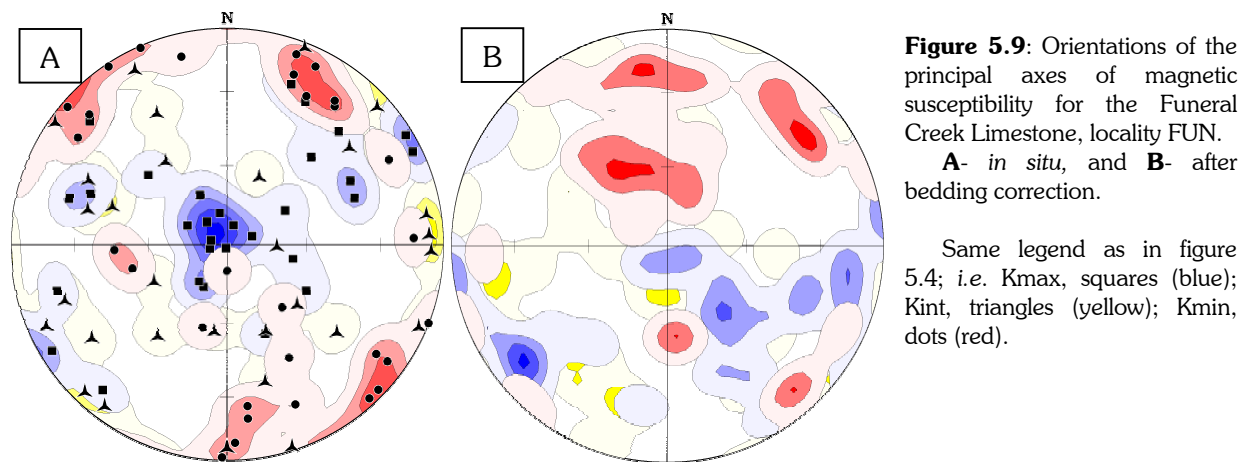 N
A
N
B
Figure 5.9: Orientations of the
principal axes of magnetic
susceptibility for the Funeral
Creek Limestone, locality FUN.
A- in situ, and B- after
bedding correction.
Same legend as in figure
5.4; i.e. Kmax, squares (blue);
Kint, triangles (yellow); Kmin,
dots (red).